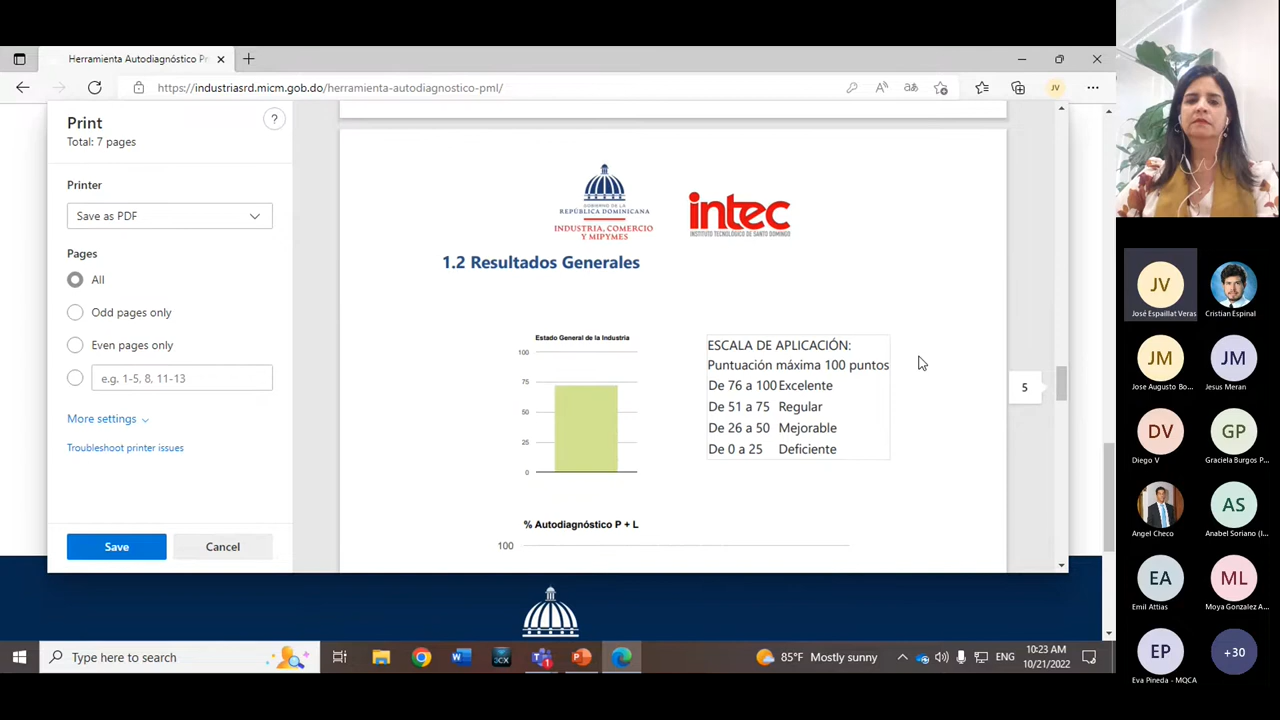 Herramienta Autodiagnóstico P
https://industriasrd.micm.gob.do/herramienta-autodiagnostico-pml/
JV
Print
Total: 7 pages
?
Printer
Save as PDF
Pages
All
Odd pages only
Even pages only
e.g. 1-5, 8, 11-13
More settings
Troubleshoot printer issues
Save
Cancel
GOBIERNO DE LA
REPÚBLICA DOMINICANA
INDUSTRIA, COMERCIO
Y MIPYMES
intec
INSTITUTO TECNOLÓGICO DE SANTO DOMINGO
1.2 Resultados Generales
Estado General de la Industria
100
75
50
25
0
ESCALA DE APLICACIÓN:
Puntuación máxima 100 puntos
De 76 a 100 Excelente
De 51 a 75 Regular
De 26 a 50 Mejorable
De 0 a 25 Deficiente
5
% Autodiagnóstico P + L
100
Type here to search
3CX
85°F Mostly sunny
ENG
10:23 AM
10/21/2022
JV
José Espaillat Veras
Cristian Espinal
JM
Jose Augusto Bo...
JM
Jesus Meran
DV
Diego V
GP
Graciela Burgos P...
Angel Checo
AS
Anabel Soriano (I...
EA
Emil Attias
ML
Moya Gonzalez A...
EP
Eva Pineda - MQCA
+30